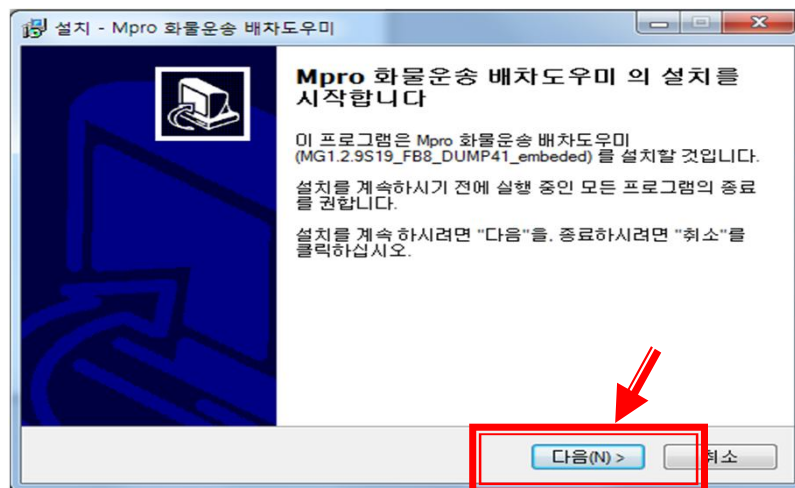 설치 - Mpro 화물운송 배차도우미
Mpro 화물운송 배차도우미 의 설치를
시작합니다
이 프로그램은 Mpro 화물운송 배차도우미
(MG1.2.9S19_FB8_DUMP41_embeded) 를 설치할 것입니다.
설치를 계속하시기 전에 실행 중인 모든 프로그램의 종료
를 권합니다.
설치를 계속 하시려면 "다음"을, 종료하시려면 "취소"를
클릭하십시오.
다음(N) > 취소